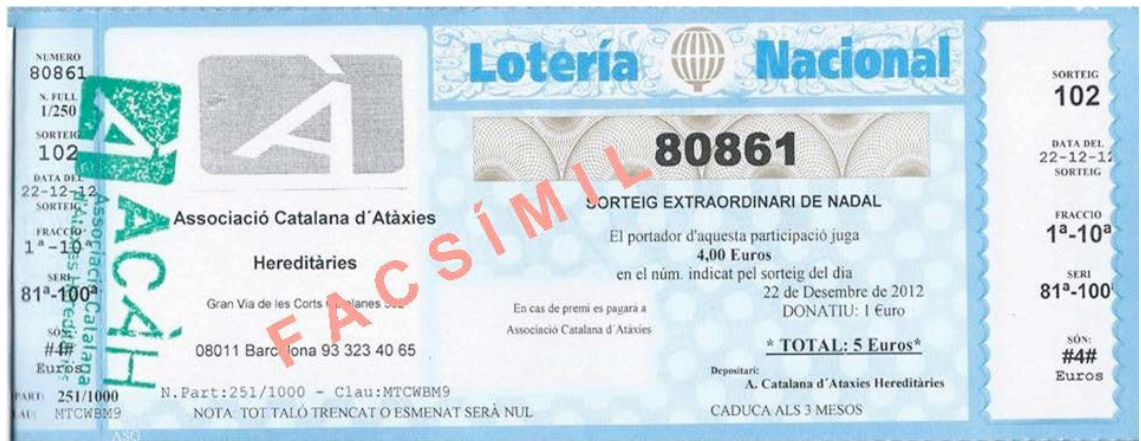 NUMERO
80861
N. FULL
1/250
SORTEIG
102
DATA DEL
22-12-12
SORTEIG
FRACCIO
1ª-10ª
SERI
81ª-100ª
SÓN:
#4#
Euros
PART: 251/1000
CLAU: MTCWBM9
ACAH
Associació Catalana
d'Atàxies Hereditàries
Associació Catalana d´Atàxies
Hereditàries
Gran Via de les Corts
08011 Barcelona 93 323 40 65
N.Part:251/1000 - Clau:MTCWBM9
NOTA: TOT TALÓ TRENCAT O ESMENAT SERÀ NUL
ASG
FACSÍMIL
Lotería Nacional
80861
SORTEIG EXTRAORDINARI DE NADAL
El portador d'aquesta participació juga
4,00 Euros
en el núm. indicat pel sorteig del dia
22 de Desembre de 2012
DONATIU: 1 €uro
* TOTAL: 5 Euros*
En cas de premi es pagarà a
Associació Catalana d´Atàxies
Depositari:
A. Catalana d´Ataxies Hereditàries
CADUCA ALS 3 MESOS
SORTEIG
102
DATA DEL
22-12-12
SORTEIG
FRACCIO
1ª-10ª
SERI
81ª-100ª
SÓN:
#4#
Euros